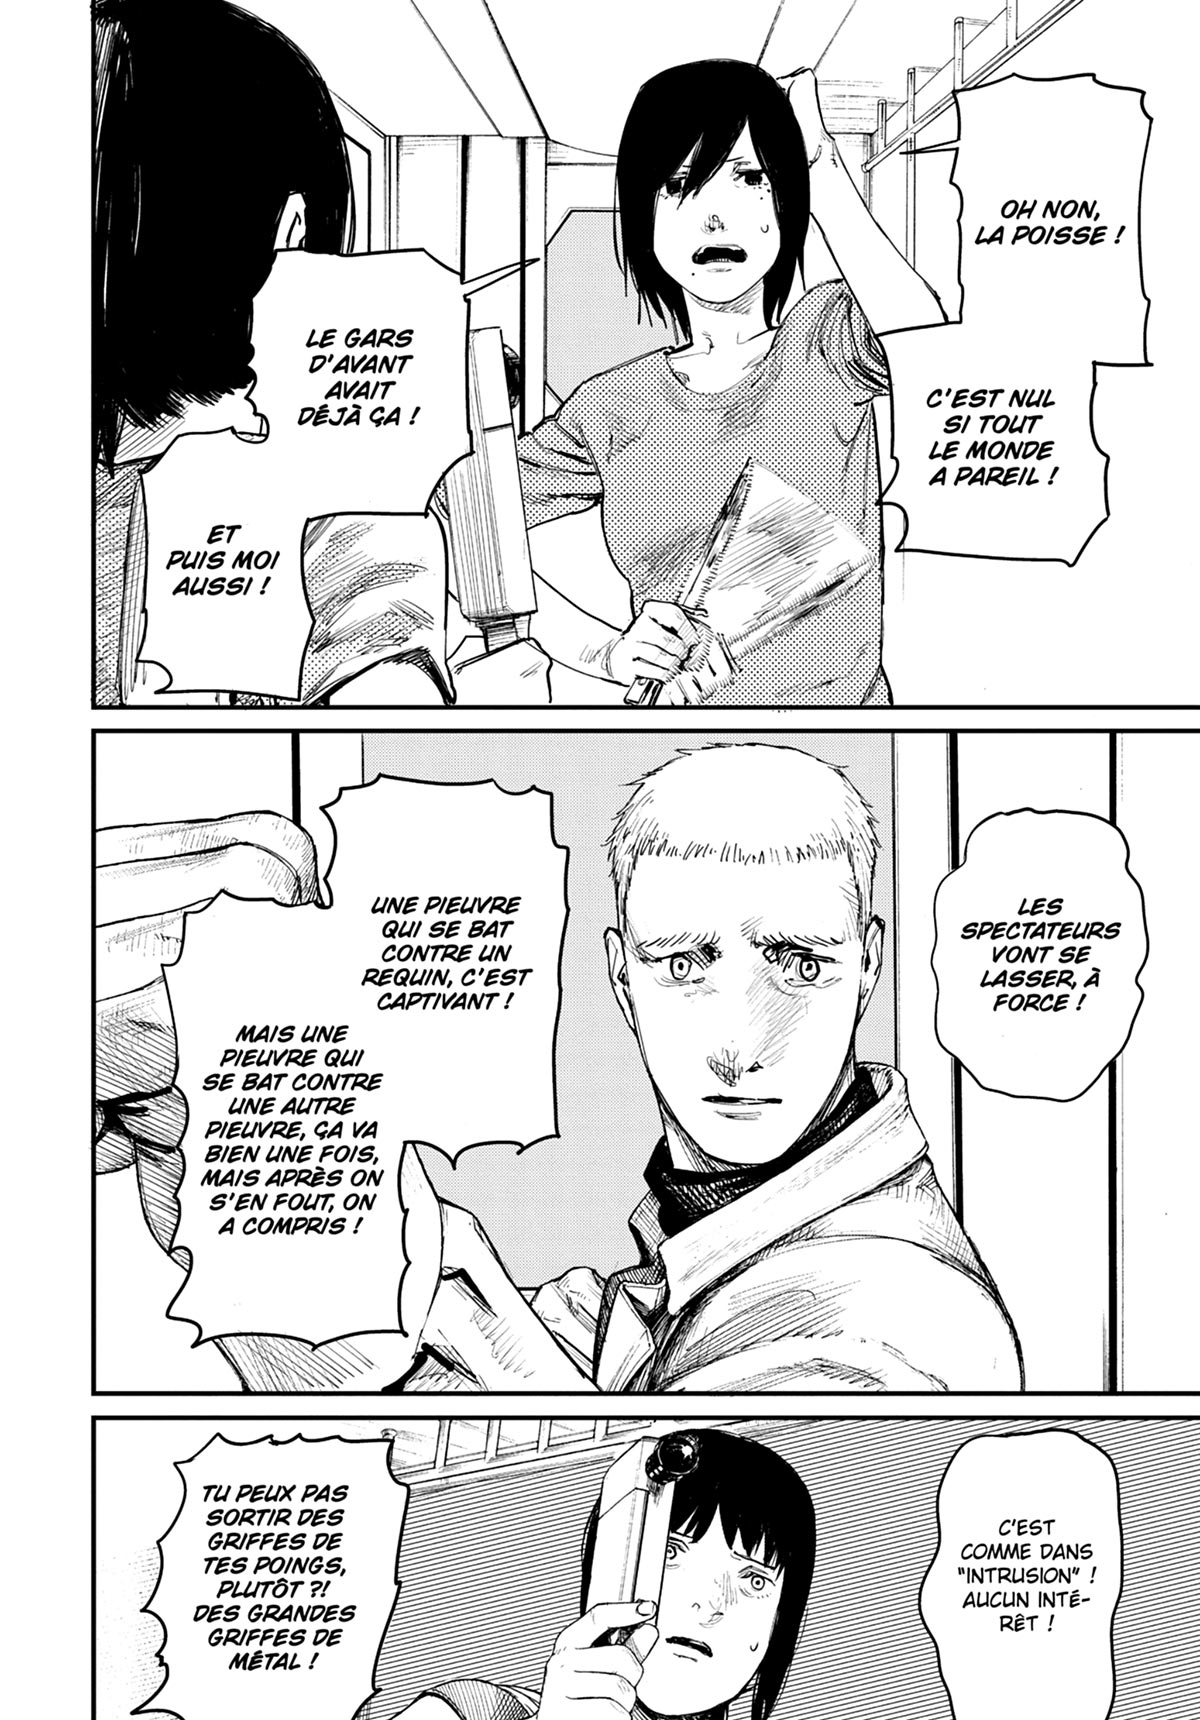 OH NON,
LA POISSE !
C'EST NUL
SI TOUT
LE MONDE
A PAREIL !
LE GARS
D'AVANT
AVAIT
DÉJÀ ÇA !
ET
PUIS MOI
AUSSI !
LES
SPECTATEURS
VONT SE
LASSER, À
FORCE !
UNE PIEUVRE
QUI SE BAT
CONTRE UN
REQUIN, C'EST
CAPTIVANT !
MAIS UNE
PIEUVRE QUI
SE BAT CONTRE
UNE AUTRE
PIEUVRE, ÇA VA
BIEN UNE FOIS,
MAIS APRÈS ON
S'EN FOUT, ON
A COMPRIS !
C'EST
COMME DANS
"INTRUSION" !
AUCUN INTÉ-
RÊT !
TU PEUX PAS
SORTIR DES
GRIFFES DE
TES POINGS,
PLUTÔT ?!
DES GRANDES
GRIFFES DE
MÉTAL !